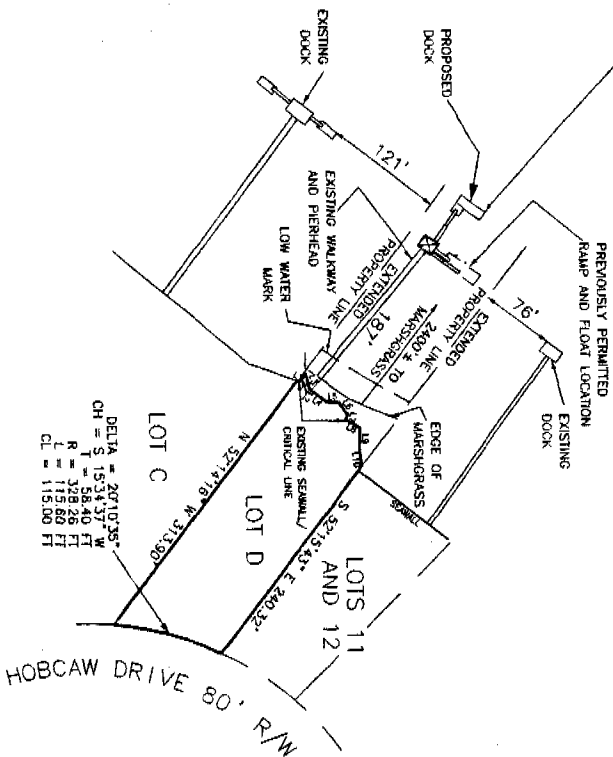 EXISTING
DOCK
PROPOSED
DOCK
PREVIOUSLY PERMITTED
RAMP AND FLOAT LOCATION
121'
76'
EXISTING
DOCK
EXISTING WALKWAY
AND PIERHEAD
EXTENDED
PROPERTY LINE
EXTENDED
PROPERTY LINE
187'
2400' ± TO
MARSHGRASS
LOW WATER
MARK
EDGE OF
MARSHGRASS
L9
L10
EXISTING SEAWALL/
CRITICAL LINE
SEAWALL
LOT C
N 52°14'16" W 313.90'
LOT D
S 52°15'43" E 240.32'
LOTS 11
AND 12
DELTA = 20°10'35"
CH = S 15°34'37" W
T = 58.40 FT
R = 328.26 FT
L = 115.60 FT
CL = 115.00 FT
HOBCAW DRIVE 80' R/W